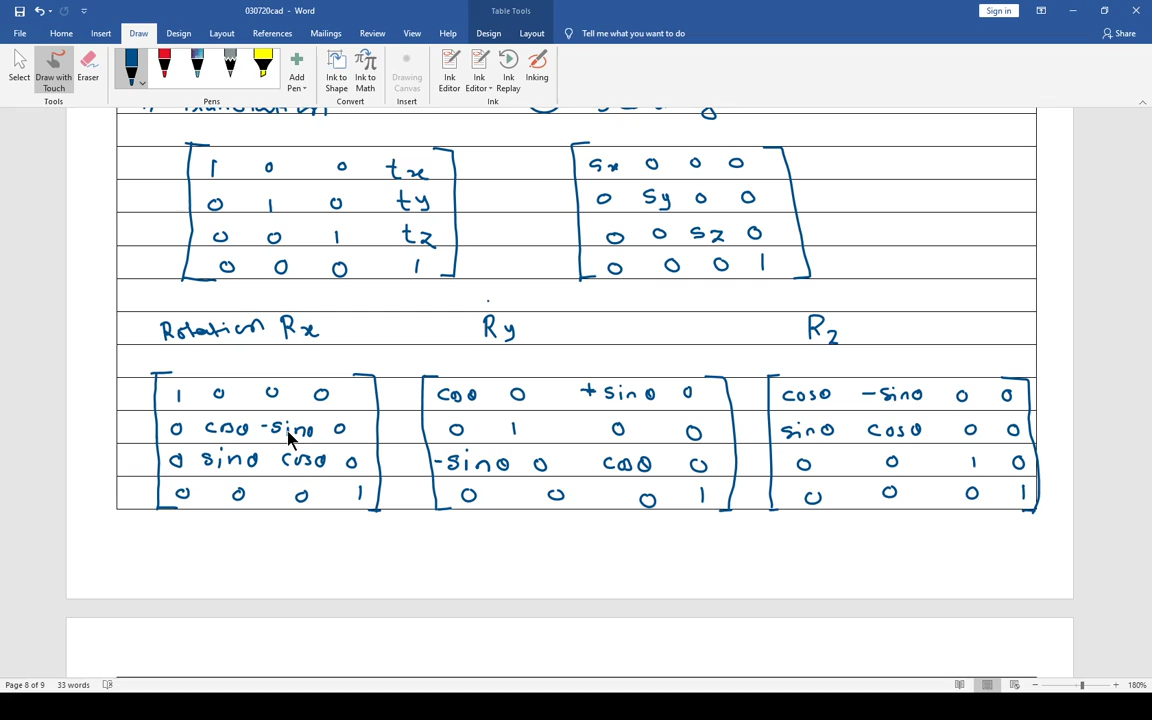 030720cad - Word
Table Tools
Sign in
File Home Insert Draw Design Layout References Mailings Review View Help Design Layout Tell me what you want to do Share
Select Draw with Touch Eraser Add Pen Ink to Shape Ink to Math Drawing Canvas Ink Editor Ink Editor Ink Replay Inking
Tools Pens Convert Insert Ink
1 0 0 tx
0 1 0 ty
0 0 1 tz
0 0 0 1
Sx 0 0 0
0 Sy 0 0
0 0 Sz 0
0 0 0 1
Rotation Rx Ry Rz
1 0 0 0
0 cosθ -sinθ 0
0 sinθ cosθ 0
0 0 0 1
cosθ 0 +sinθ 0
0 1 0 0
-sinθ 0 cosθ 0
0 0 0 1
cosθ -sinθ 0 0
sinθ cosθ 0 0
0 0 1 0
0 0 0 1
Page 8 of 9 33 words 180%